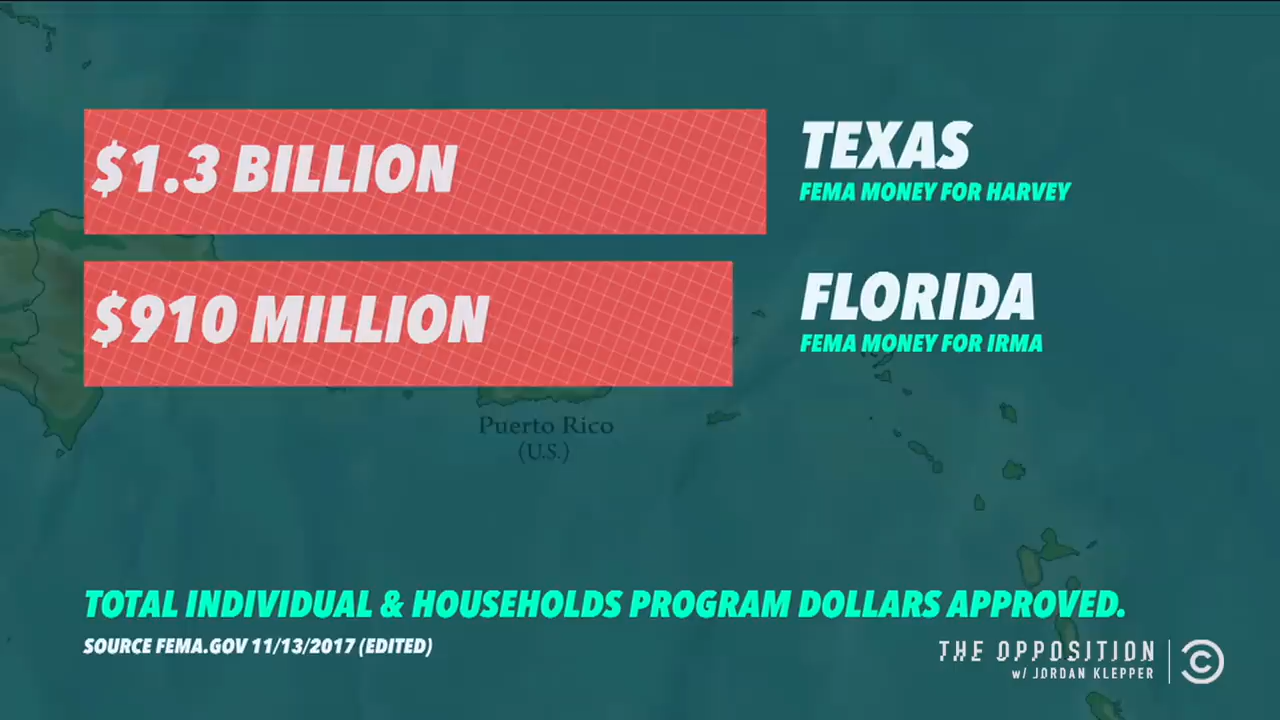 $1.3 BILLION
TEXAS
FEMA MONEY FOR HARVEY
$910 MILLION
FLORIDA
FEMA MONEY FOR IRMA
Puerto Rico
(U.S.)
TOTAL INDIVIDUAL & HOUSEHOLDS PROGRAM DOLLARS APPROVED.
SOURCE FEMA.GOV 11/13/2017 (EDITED)
THE OPPOSITION
w/ JORDAN KLEPPER